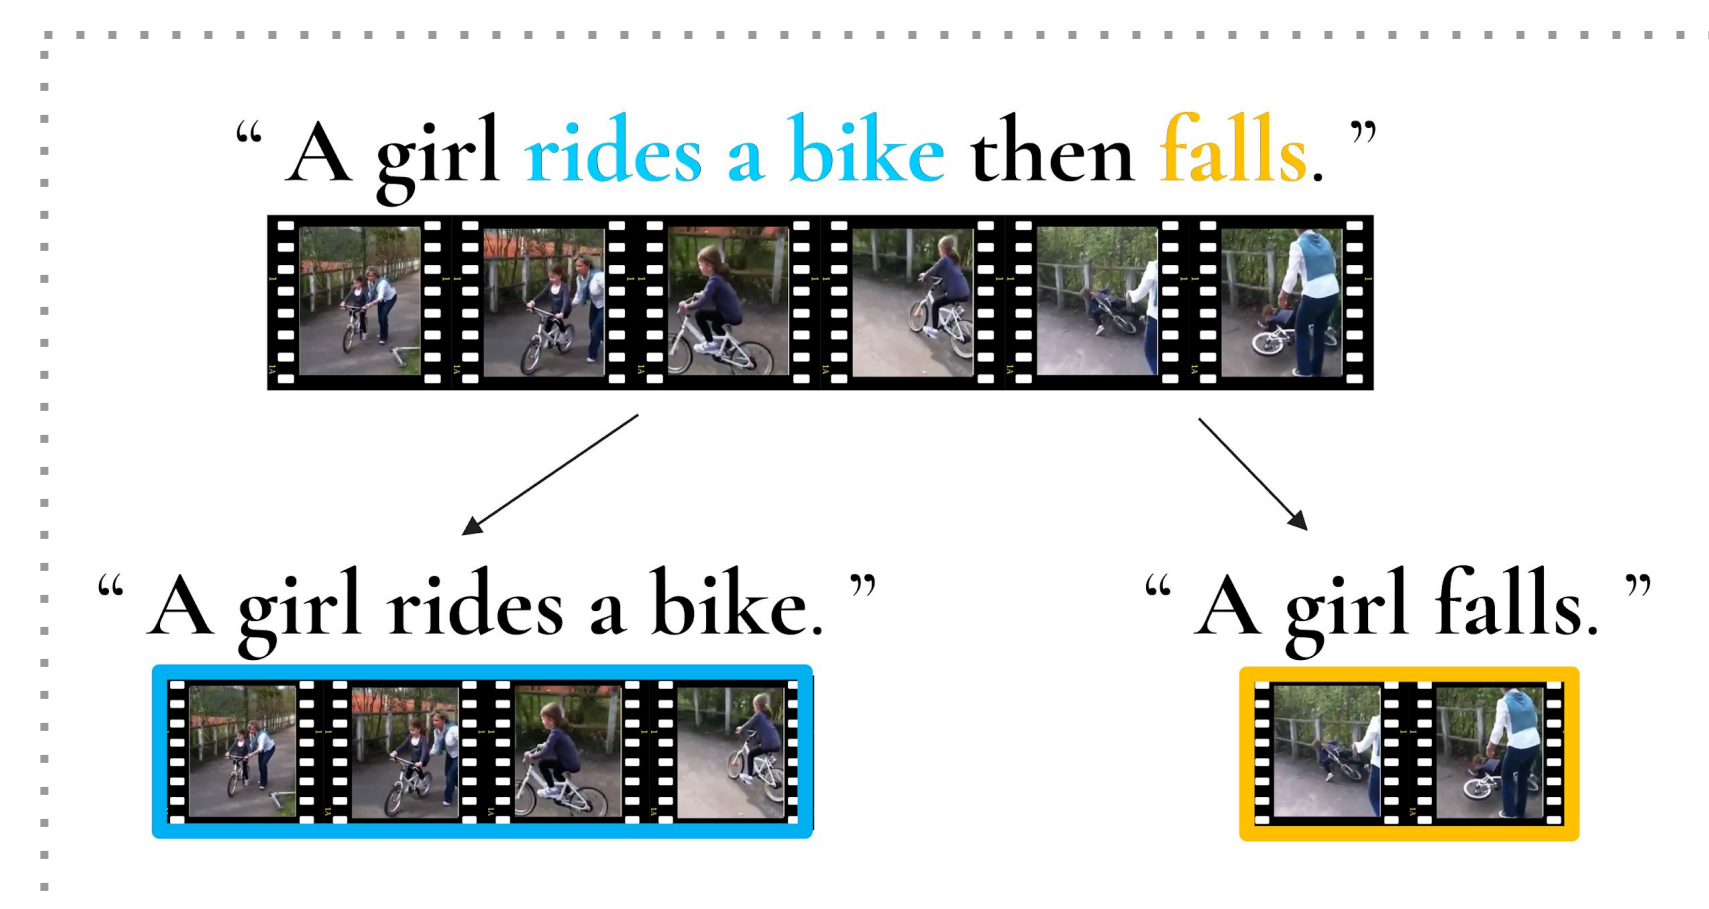 “ A girl rides a bike then falls. ”
“ A girl rides a bike. ”
“ A girl falls. ”